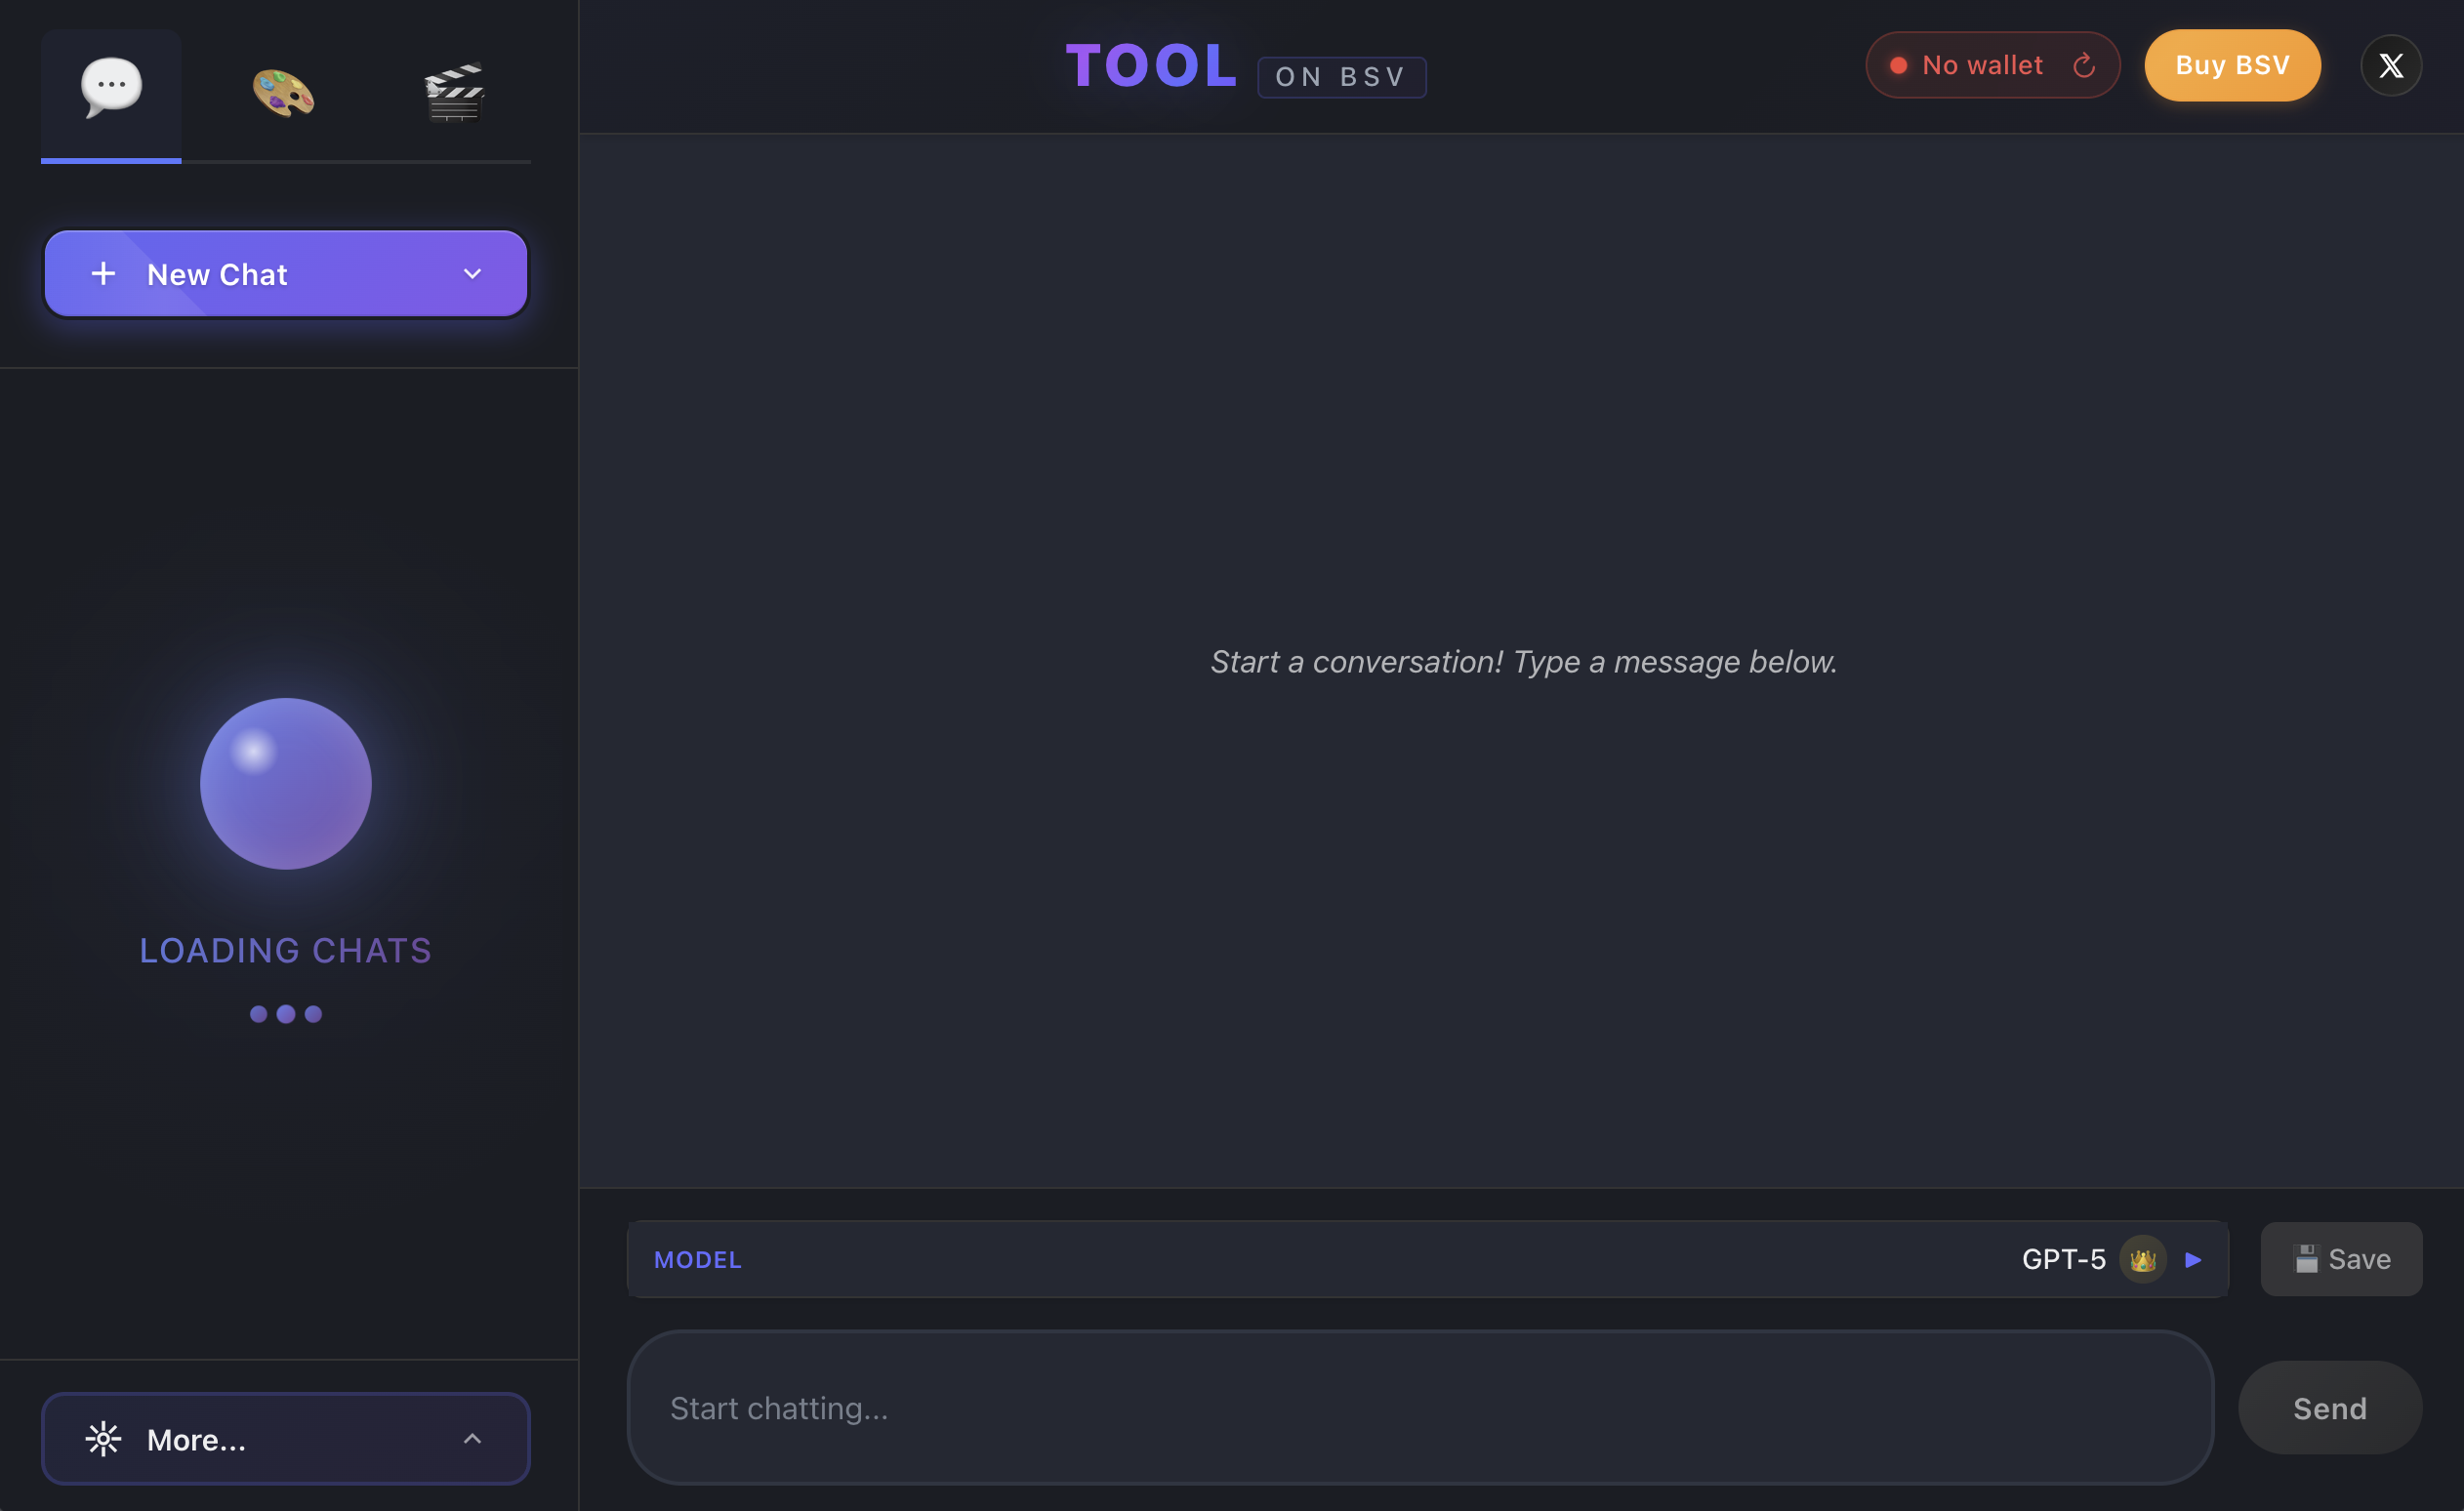 TOOL ON BSV
No wallet
Buy BSV
New Chat
Start a conversation! Type a message below.
LOADING CHATS
MODEL
GPT-5
Save
Start chatting...
Send
More...